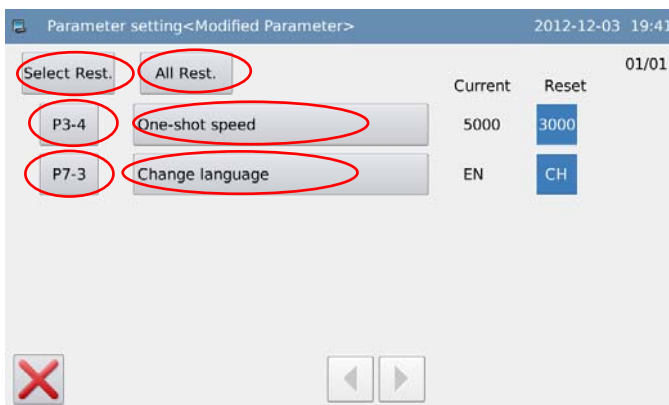 Parameter setting<Modified Parameter> 2012-12-03 19:41
Select Rest. All Rest. 01/01
Current Reset
P3-4 One-shot speed 5000 3000
P7-3 Change language EN CH